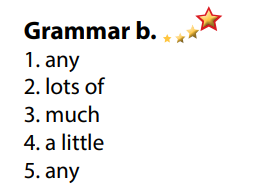 Grammar b.
1. any
2. lots of
3. much
4. a little
5. any